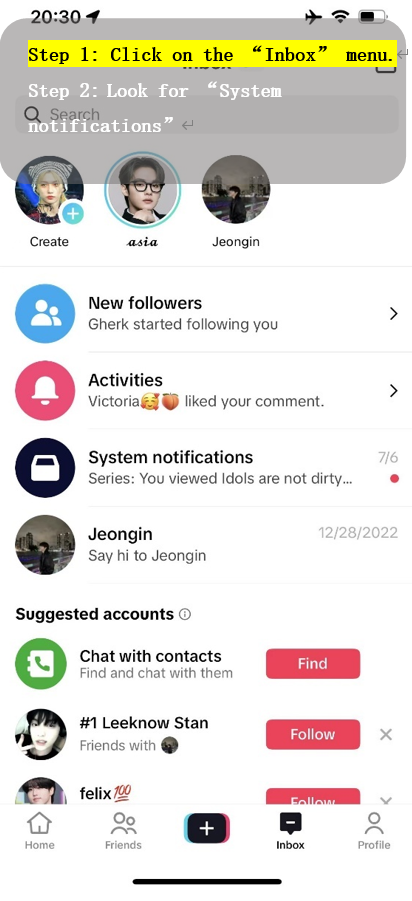 20:30
Step 1: Click on the “Inbox” menu.
Step 2: Look for “System
Search
notifications”
Create
asia
Jeongin
New followers
Gherk started following you
Activities
Victoria🥰🍑 liked your comment.
System notifications 7/6
Series: You viewed Idols are not dirty...
Jeongin 12/28/2022
Say hi to Jeongin
Suggested accounts
Chat with contacts
Find and chat with them
Find
#1 Leeknow Stan
Friends with
Follow
felix💯
Follow
Home Friends Inbox Profile